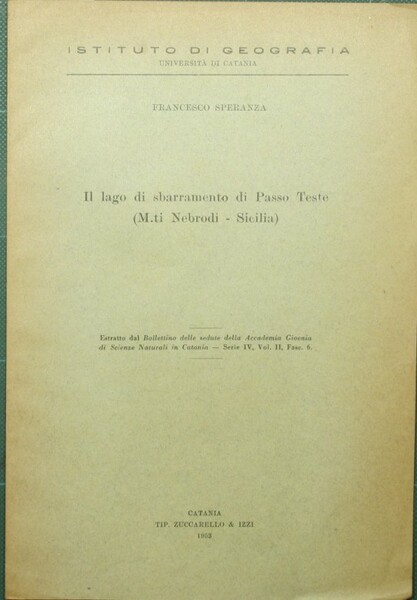 ISTITUTO DI GEOGRAFIA
UNIVERSITÀ DI CATANIA
FRANCESCO SPERANZA
Il lago di sbarramento di Passo Teste
(M.ti Nebrodi - Sicilia)
Estratto dal Bollettino delle sedute della Accademia Gioenia
di Scienze Naturali in Catania — Serie IV, Vol. II, Fasc. 6.
CATANIA
TIP. ZUCCARELLO & IZZI
1953